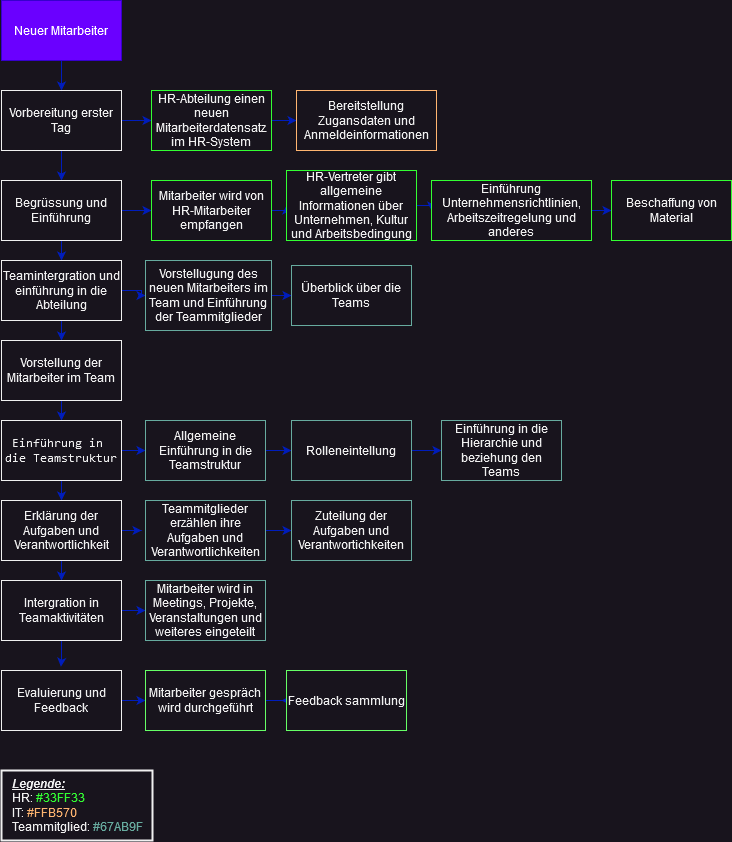 Neuer Mitarbeiter
Vorbereitung erster
Tag
HR-Abteilung einen
neuen
Mitarbeiterdatensatz
im HR-System
Bereitstellung
Zugansdaten und
Anmeldeinformationen
Begrüssung und
Einführung
Mitarbeiter wird von
HR-Mitarbeiter
empfangen
HR-Vertreter gibt
allgemeine
Informationen über
Unternehmen, Kultur
und Arbeitsbedingung
Einführung
Unternehmensrichtlinien,
Arbeitszeitregelung und
anderes
Beschaffung von
Material
Teamintergration und
einführung in die
Abteilung
Vorstellugung des
neuen Mitarbeiters im
Team und Einführung
der Teammitglieder
Überblick über die
Teams
Vorstellung der
Mitarbeiter im Team
Einführung in
die Teamstruktur
Allgemeine
Einführung in die
Teamstruktur
Rolleneintellung
Einführung in die
Hierarchie und
beziehung den
Teams
Erklärung der
Aufgaben und
Verantwortlichkeit
Teammitglieder
erzählen ihre
Aufgaben und
Verantwortlichkeiten
Zuteilung der
Aufgaben und
Verantwortichkeiten
Intergration in
Teamaktivitäten
Mitarbeiter wird in
Meetings, Projekte,
Veranstaltungen und
weiteres eingeteilt
Evaluierung und
Feedback
Mitarbeiter gespräch
wird durchgeführt
Feedback sammlung
Legende:
HR: #33FF33
IT: #FFB570
Teammitglied: #67AB9F